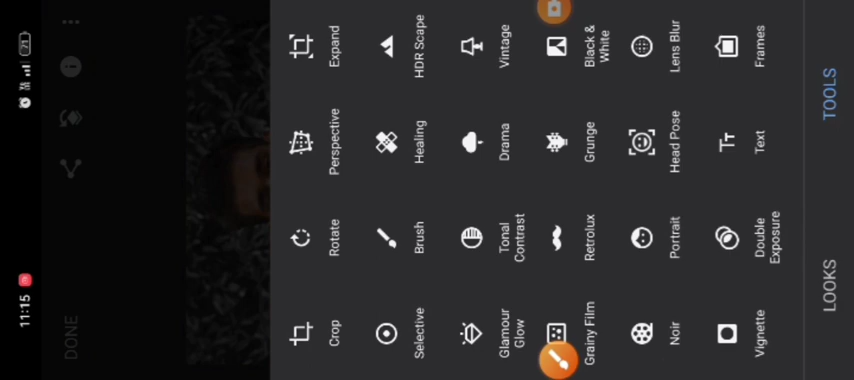 11:15
21
DONE
Crop
Rotate
Perspective
Expand
Selective
Brush
Healing
HDR Scape
Glamour
Glow
Tonal
Contrast
Drama
Vintage
Grainy Film
Retrolux
Grunge
Black &
White
Noir
Portrait
Head Pose
Lens Blur
Vignette
Double
Exposure
Text
Frames
LOOKS
TOOLS